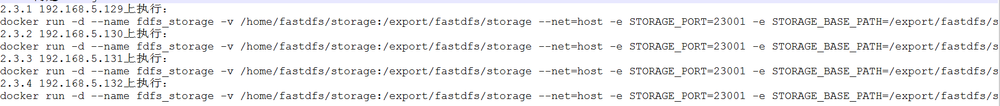 2.3.1 192.168.5.129上执行:
docker run -d --name fdfs_storage -v /home/fastdfs/storage:/export/fastdfs/storage --net=host -e STORAGE_PORT=23001 -e STORAGE_BASE_PATH=/export/fastdfs/s
2.3.2 192.168.5.130上执行:
docker run -d --name fdfs_storage -v /home/fastdfs/storage:/export/fastdfs/storage --net=host -e STORAGE_PORT=23001 -e STORAGE_BASE_PATH=/export/fastdfs/s
2.3.3 192.168.5.131上执行:
docker run -d --name fdfs_storage -v /home/fastdfs/storage:/export/fastdfs/storage --net=host -e STORAGE_PORT=23001 -e STORAGE_BASE_PATH=/export/fastdfs/s
2.3.4 192.168.5.132上执行:
docker run -d --name fdfs_storage -v /home/fastdfs/storage:/export/fastdfs/storage --net=host -e STORAGE_PORT=23001 -e STORAGE_BASE_PATH=/export/fastdfs/s